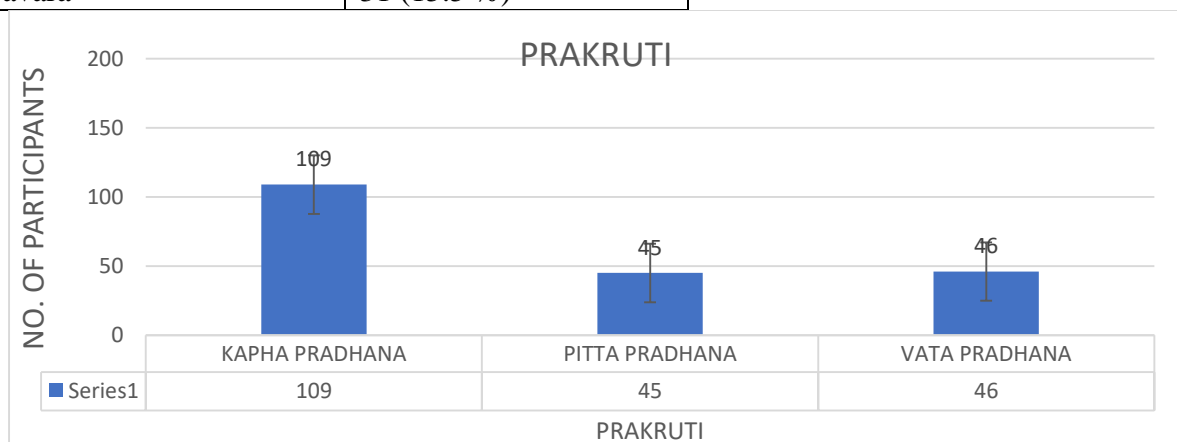 PRAKRUTI
200
150
100
50
0
NO. OF PARTICIPANTS
109
45
46
KAPHA PRADHANA PITTA PRADHANA VATA PRADHANA
Series1 109 45 46
PRAKRUTI